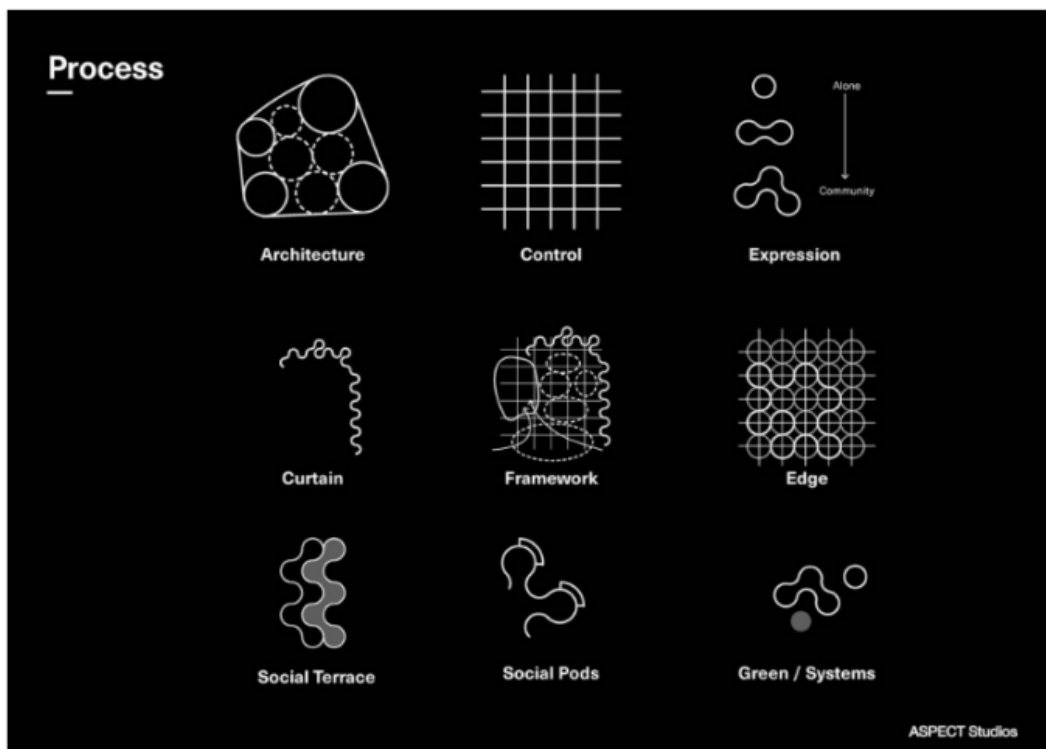 Process
Alone
Community
Architecture
Control
Expression
Curtain
Framework
Edge
Social Terrace
Social Pods
Green / Systems
ASPECT Studios